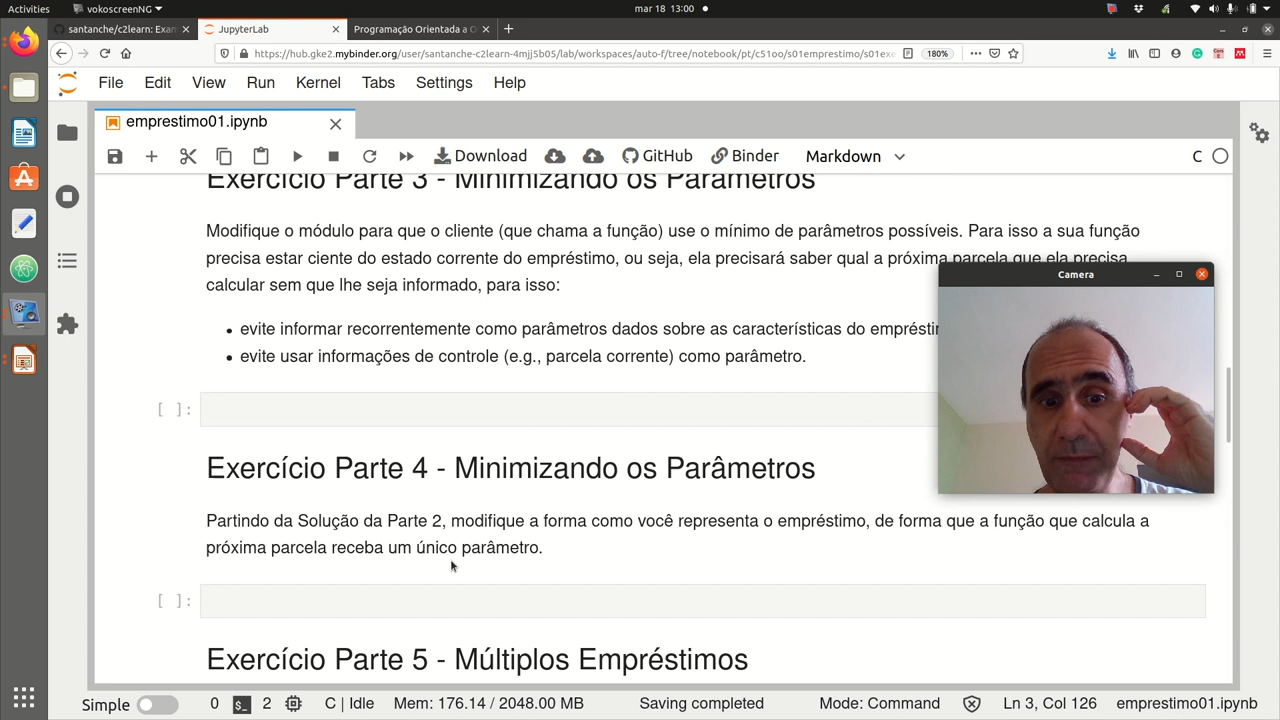 Activities
vokoscreenNG
mar 18 13:00
santanche/c2learn: Exam
JupyterLab
Programação Orientada a O
https://hub.gke2.mybinder.org/user/santanche-c2learn-4mjj5b05/lab/workspaces/auto-f/tree/notebook/pt/c51oo/s01emprestimo/s01exe
180%
File Edit View Run Kernel Tabs Settings Help
emprestimo01.ipynb
Download GitHub Binder Markdown C
Exercício Parte 3 - Minimizando os Parâmetros
Modifique o módulo para que o cliente (que chama a função) use o mínimo de parâmetros possíveis. Para isso a sua função
precisa estar ciente do estado corrente do empréstimo, ou seja, ela precisará saber qual a próxima parcela que ela precisa
calcular sem que lhe seja informado, para isso:
Camera
• evite informar recorrentemente como parâmetros dados sobre as características do emprésti
• evite usar informações de controle (e.g., parcela corrente) como parâmetro.
[ ]:
Exercício Parte 4 - Minimizando os Parâmetros
Partindo da Solução da Parte 2, modifique a forma como você representa o empréstimo, de forma que a função que calcula a
próxima parcela receba um único parâmetro.
[ ]:
Exercício Parte 5 - Múltiplos Empréstimos
Simple 0 2 C | Idle Mem: 176.14 / 2048.00 MB Saving completed Mode: Command Ln 3, Col 126 emprestimo01.ipynb